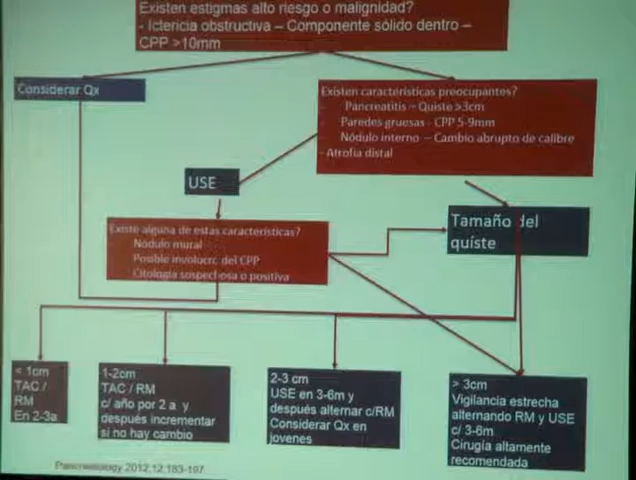 Existen estigmas alto riesgo o malignidad?
- Ictericia obstructiva – Componente sólido dentro –
CPP >10mm
Considerar Qx
Existen características preocupantes?
Pancreatitis – Quiste >3cm
Paredes gruesas - CPP 5-9mm
Nódulo interno – Cambio abrupto de calibre
- Atrofia distal
USE
Existe alguna de estas características?
Nódulo mural
Posible involucrc del CPP
Citología sospechosa o positiva
Tamaño del
quiste
< 1cm
TAC /
RM
En 2-3a
1-2cm
TAC / RM
c/ año por 2 a y
después incrementar
si no hay cambio
2-3 cm
USE en 3-6m y
después alternar c/RM
Considerar Qx en
jovenes
> 3cm
Vigilancia estrecha
alternando RM y USE
c/ 3-6m
Cirugía altamente
recomendada
Pancreatology 2012;12:183-197